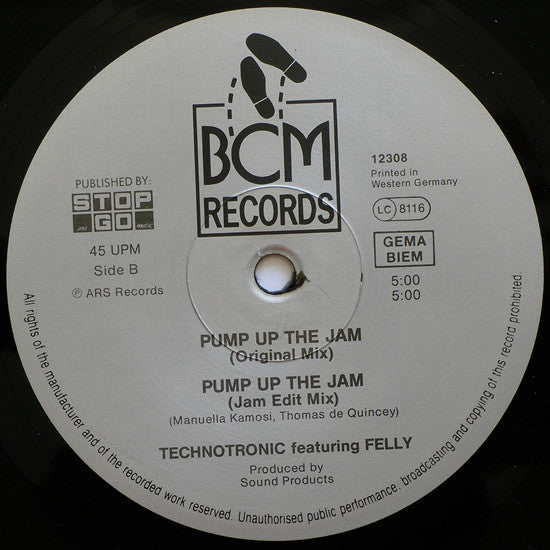 BCM
RECORDS
PUBLISHED BY:
STOP
GO
MUSIC
45 UPM
Side B
℗ ARS Records
12308
Printed in
Western Germany
LC 8116
GEMA
BIEM
5:00
5:00
PUMP UP THE JAM
(Original Mix)
PUMP UP THE JAM
(Jam Edit Mix)
(Manuella Kamosi, Thomas de Quincey)
TECHNOTRONIC featuring FELLY
Produced by
Sound Products
All rights of the manufacturer and of the recorded work reserved. Unauthorised public performance, broadcasting and copying of this record prohibited